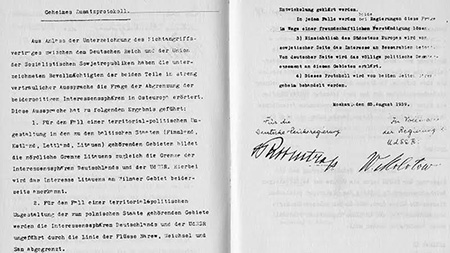 Geheimes Zusatzprotokoll.
Aus Anlass der Unterzeichnung des Nichtangriffs-
vertrages zwischen dem Deutschen Reich und der Union
der Sozialistischen Sowjetrepubliken haben die unter-
zeichneten Bevollmächtigten der beiden Teile in streng
vertraulicher Aussprache die Frage der Abgrenzung der
beiderseitigen Interessensphären in Osteuropa erörtert.
Diese Aussprache hat zu folgendem Ergebnis geführt:
1. Für den Fall einer territorial-politischen Um-
gestaltung in den zu den baltischen Staaten (Finnland,
Estland, Lettland, Litauen) gehörenden Gebieten bildet
die nördliche Grenze Litauens zugleich die Grenze der
Interessensphären Deutschlands und der UdSSR. Hierbei
wird das Interesse Litauens am Wilnaer Gebiet beider-
seits anerkannt.
2. Für den Fall einer territorial-politischen
Umgestaltung der zum polnischen Staate gehörenden Gebiete
werden die Interessensphären Deutschlands und der UdSSR
ungefähr durch die Linie der Flüsse Narew, Weichsel und
San abgegrenzt.
Entwickelung geklärt werden.
In jedem Falle werden beide Regierungen diese Frage
im Wege einer freundschaftlichen Verständigung lösen.
3) Hinsichtlich des Südostens Europas wird von
sowjetischer Seite das Interesse an Bessarabien betont.
Von deutscher Seite wird das völlige politische
an diesen Gebieten erklärt.
4) Dieses Protokoll wird von beiden Seiten streng
geheim behandelt werden.
Moskau, den 23. August 1939.
Für die
Deutsche Reichsregierung
In Vollmacht
der Regierung
der UdSSR